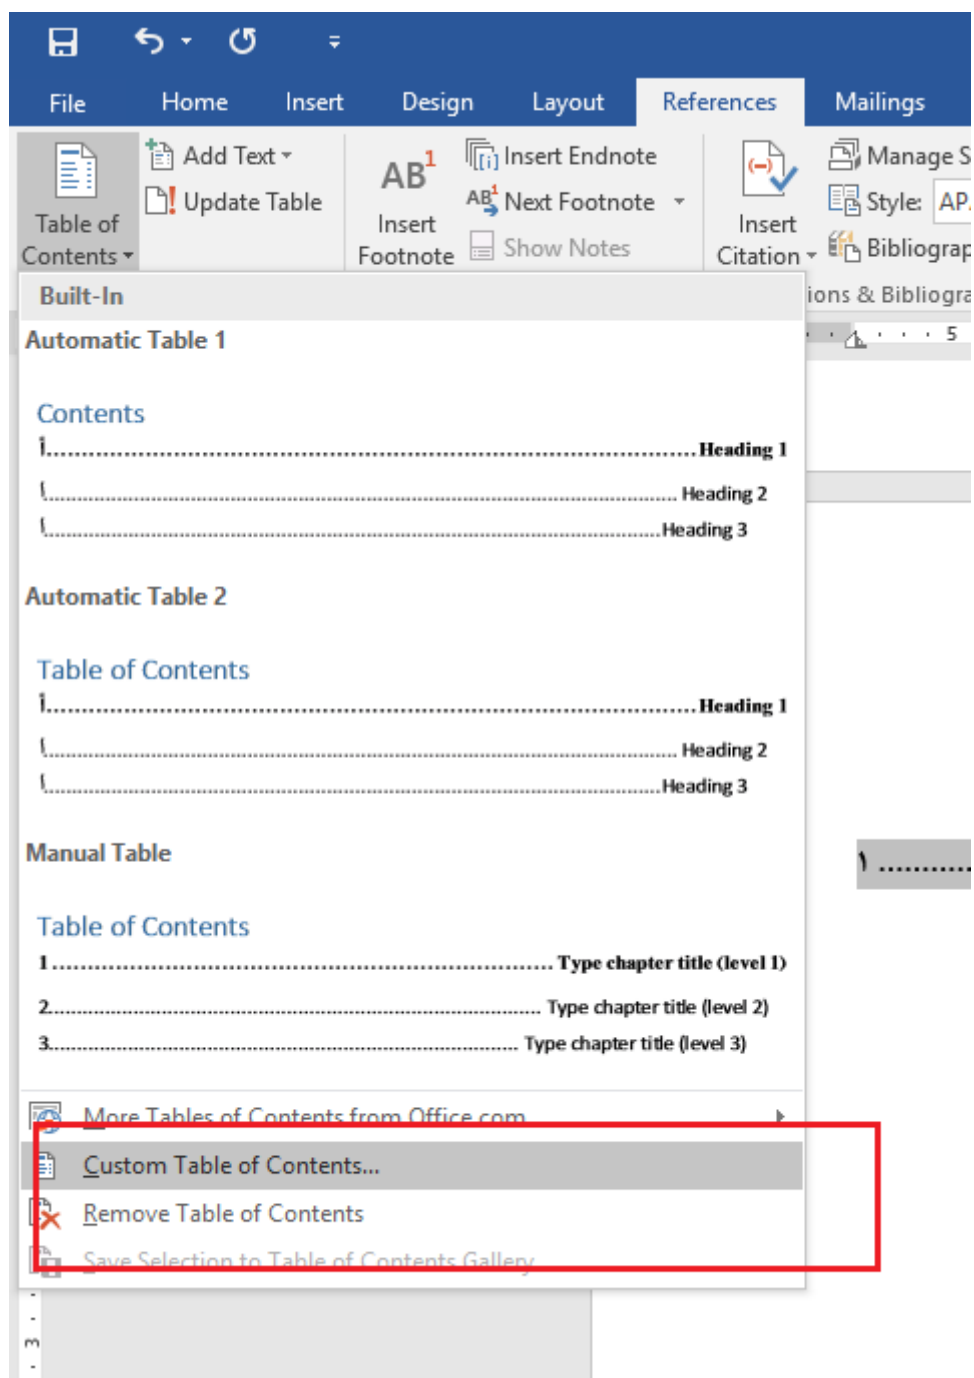 File Home Insert Design Layout References Mailings
Add Text
Update Table
Table of
Contents
AB1
Insert
Footnote
Insert Endnote
Next Footnote
Show Notes
Insert
Citation
Manage S
Style: AP
Bibliograp
ions & Bibliogra
5
Built-In
Automatic Table 1
Contents
أ.......................................................................... Heading 1
أ.......................................................................... Heading 2
أ.......................................................................... Heading 3
Automatic Table 2
Table of Contents
أ.......................................................................... Heading 1
أ.......................................................................... Heading 2
أ.......................................................................... Heading 3
Manual Table
Table of Contents
1.......................................................... Type chapter title (level 1)
2.......................................................... Type chapter title (level 2)
3.......................................................... Type chapter title (level 3)
١ ...........
More Tables of Contents from Office.com
Custom Table of Contents...
Remove Table of Contents
Save Selection to Table of Contents Gallery...
٣